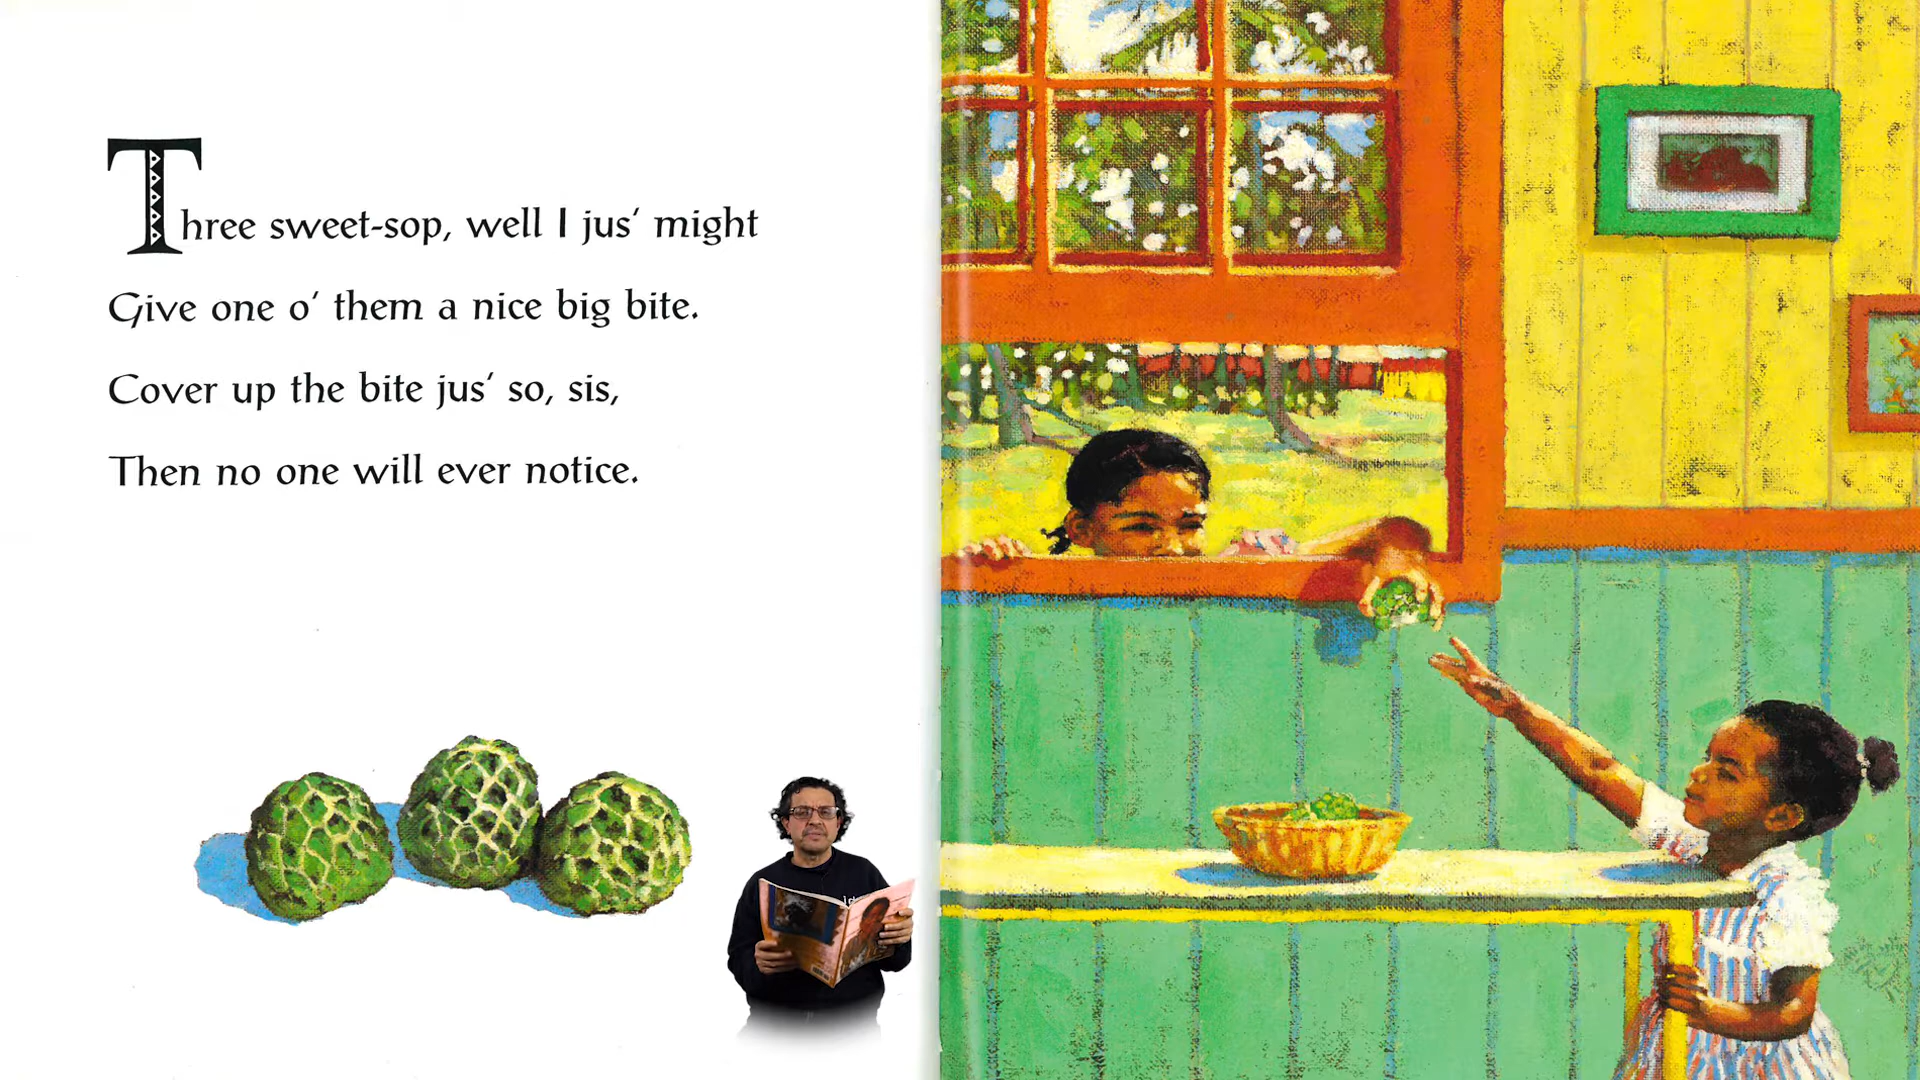 Three sweet-sop, well I jus' might
Give one o' them a nice big bite.
Cover up the bite jus' so, sis,
Then no one will ever notice.